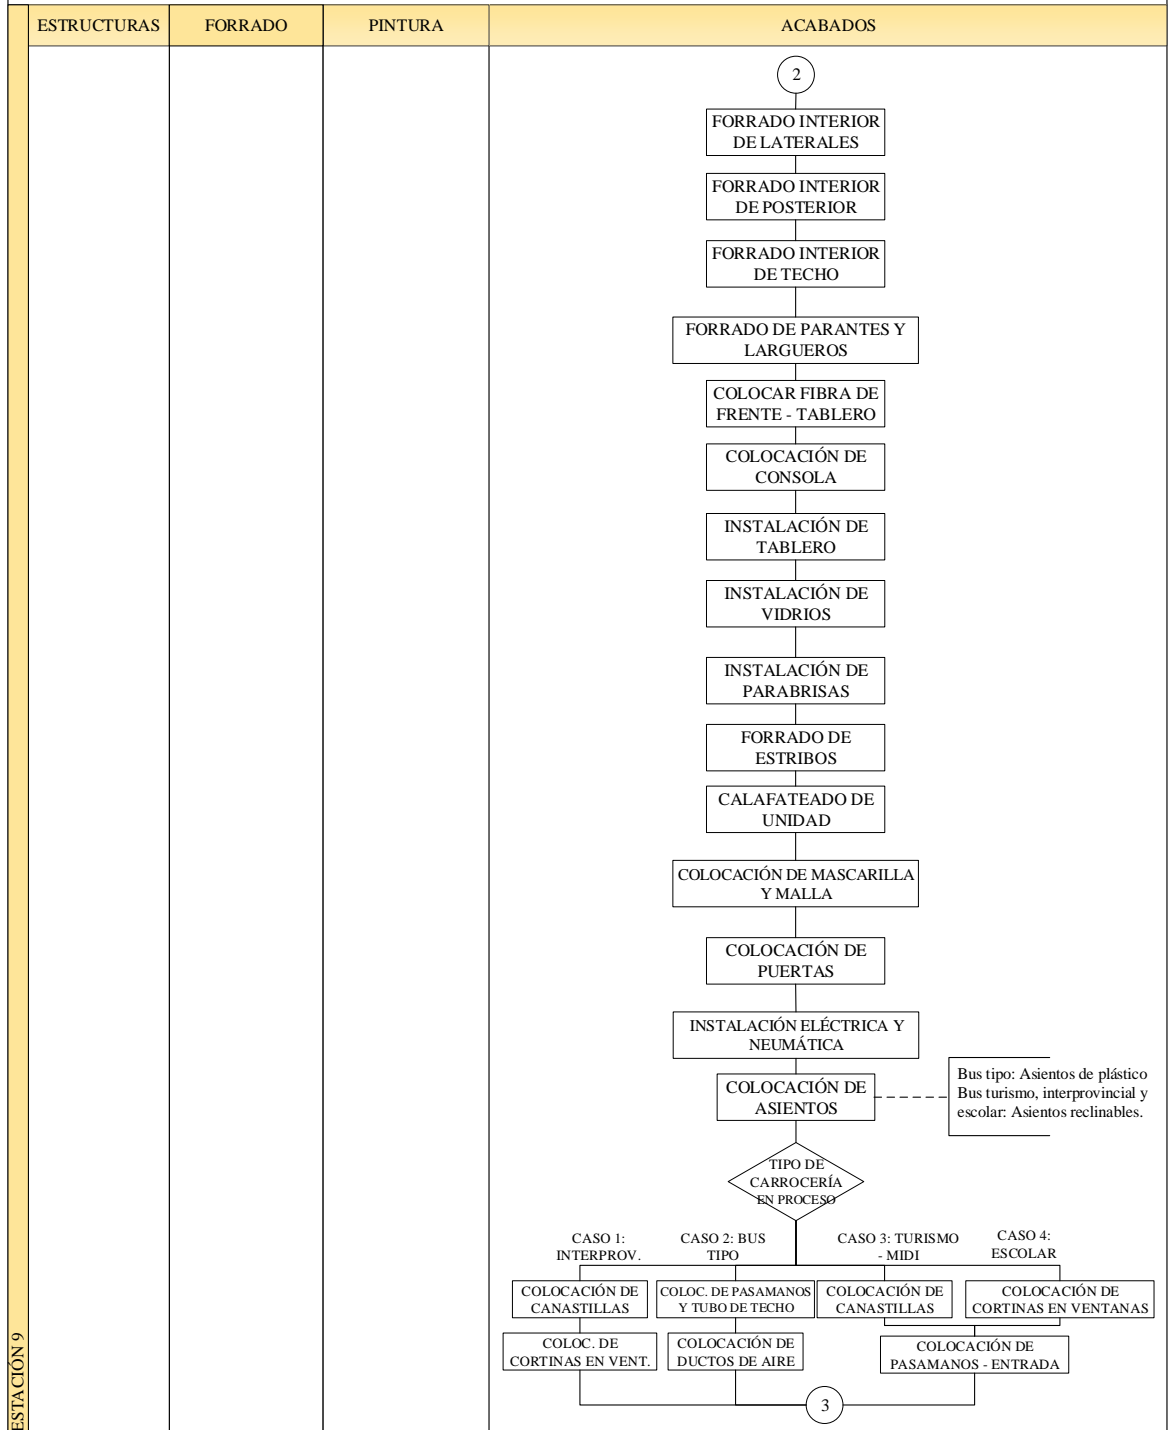 ESTRUCTURAS
FORRADO
PINTURA
ACABADOS
2
FORRADO INTERIOR
DE LATERALES
FORRADO INTERIOR
DE POSTERIOR
FORRADO INTERIOR
DE TECHO
FORRADO DE PARANTES Y
LARGUEROS
COLOCAR FIBRA DE
FRENTE - TABLERO
COLOCACIÓN DE
CONSOLA
INSTALACIÓN DE
TABLERO
INSTALACIÓN DE
VIDRIOS
INSTALACIÓN DE
PARABRISAS
FORRADO DE
ESTRIBOS
CALAFATEADO DE
UNIDAD
COLOCACIÓN DE MASCARILLA
Y MALLA
COLOCACIÓN DE
PUERTAS
INSTALACIÓN ELÉCTRICA Y
NEUMÁTICA
COLOCACIÓN DE
ASIENTOS
Bus tipo: Asientos de plástico
Bus turismo, interprovincial y
escolar: Asientos reclinables.
TIPO DE
CARROCERÍA
EN PROCESO
CASO 1:
INTERPROV.
CASO 2: BUS
TIPO
CASO 3: TURISMO
- MIDI
CASO 4:
ESCOLAR
COLOCACIÓN DE
CANASTILLAS
COLOC. DE PASAMANOS
Y TUBO DE TECHO
COLOCACIÓN DE
CANASTILLAS
COLOCACIÓN DE
CORTINAS EN VENTANAS
COLOC. DE
CORTINAS EN VENT.
COLOCACIÓN DE
DUCTOS DE AIRE
COLOCACIÓN DE
PASAMANOS - ENTRADA
3
ESTACIÓN 9